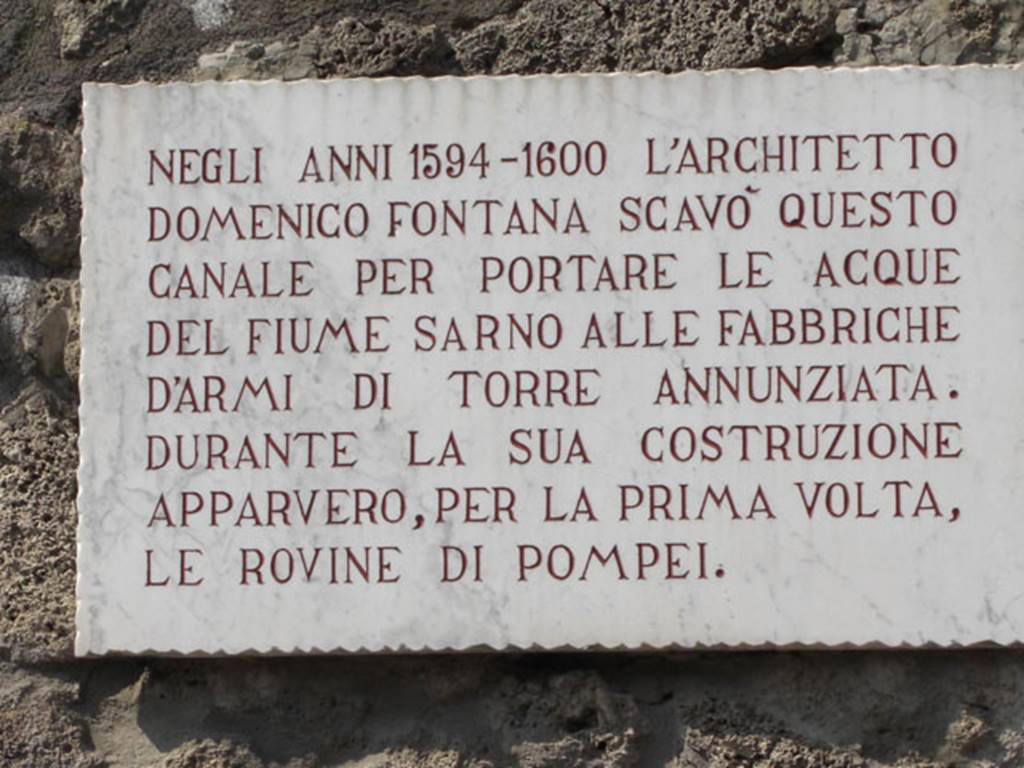 NEGLI ANNI 1594-1600 L'ARCHITETTO
DOMENICO FONTANA SCAVÒ QUESTO
CANALE PER PORTARE LE ACQUE
DEL FIUME SARNO ALLE FABBRICHE
D'ARMI DI TORRE ANNUNZIATA.
DURANTE LA SUA COSTRUZIONE
APPARVERO, PER LA PRIMA VOLTA,
LE ROVINE DI POMPEI.